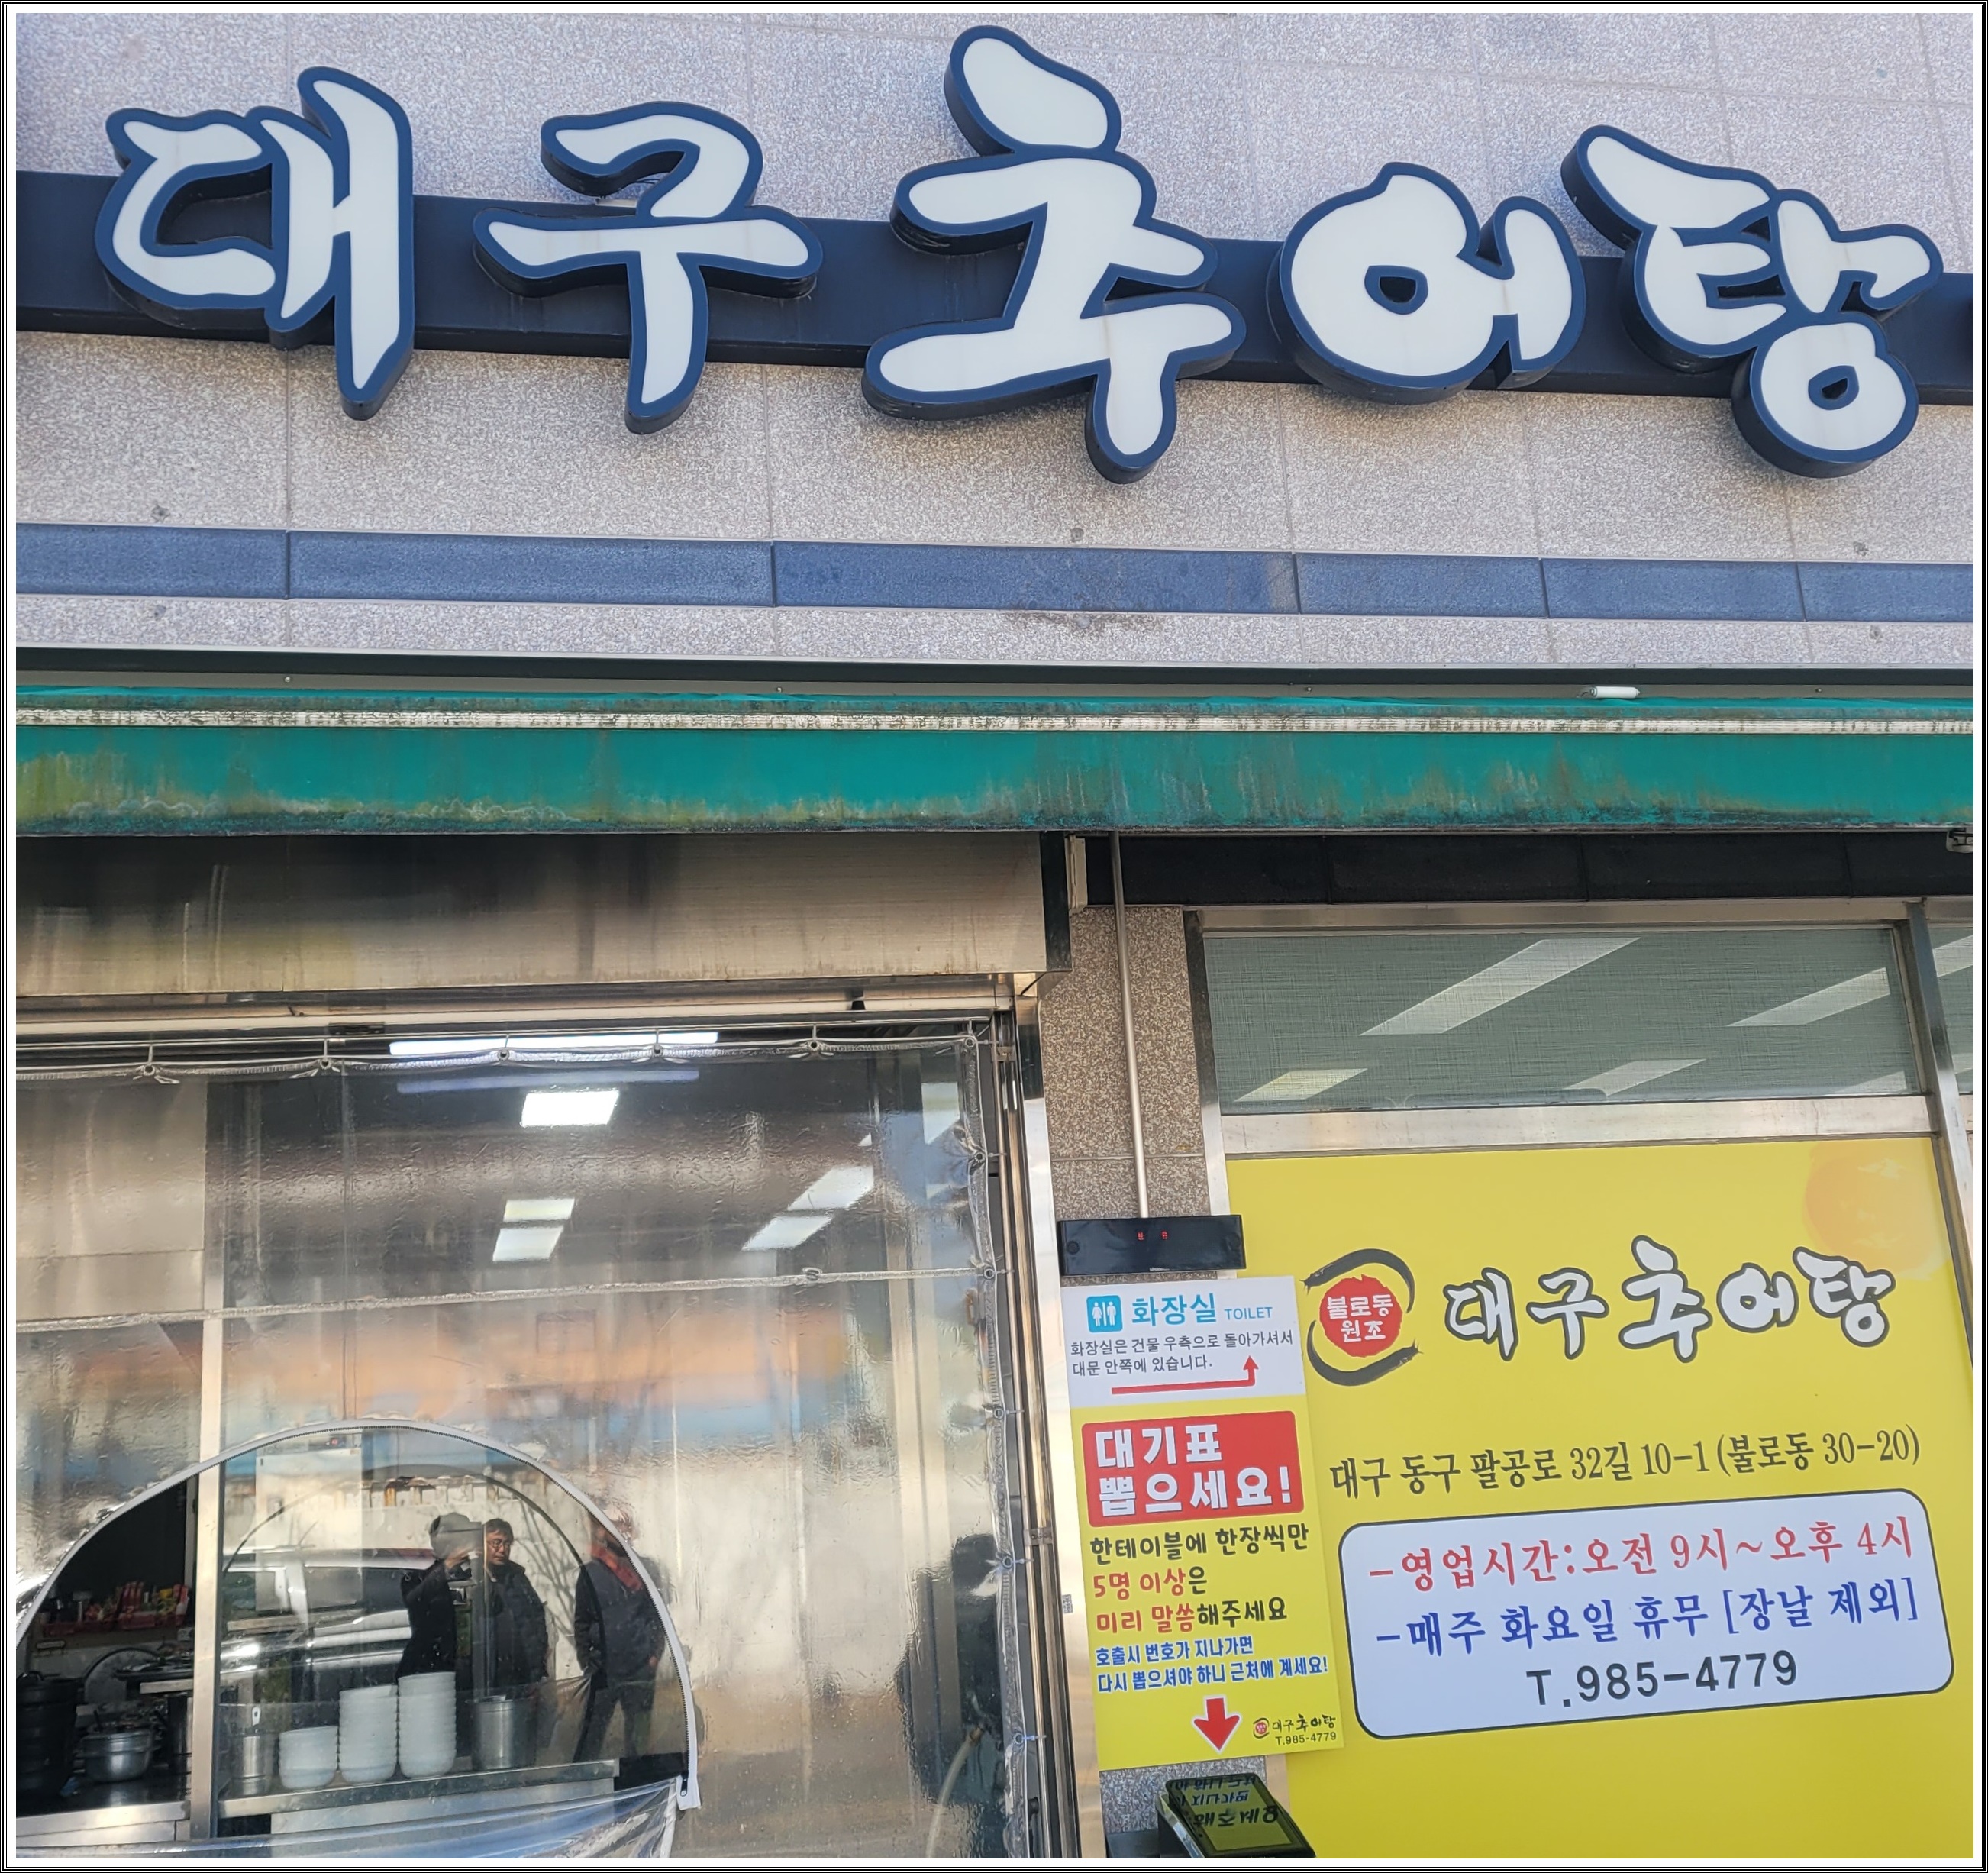 대구추어탕
화장실 TOILET
화장실은 건물 우측으로 돌아가셔서
대문 안쪽에 있습니다.
대기표
뽑으세요!
한테이블에 한장씩만
5명 이상은
미리 말씀해주세요
호출시 번호가 지나가면
다시 뽑으셔야 하니 근처에 계세요!
대구추어탕
T.985-4779
불로동
원조
대구추어탕
대구 동구 팔공로 32길 10-1 (불로동 30-20)
-영업시간:오전 9시~오후 4시
-매주 화요일 휴무 [장날 제외]
T.985-4779